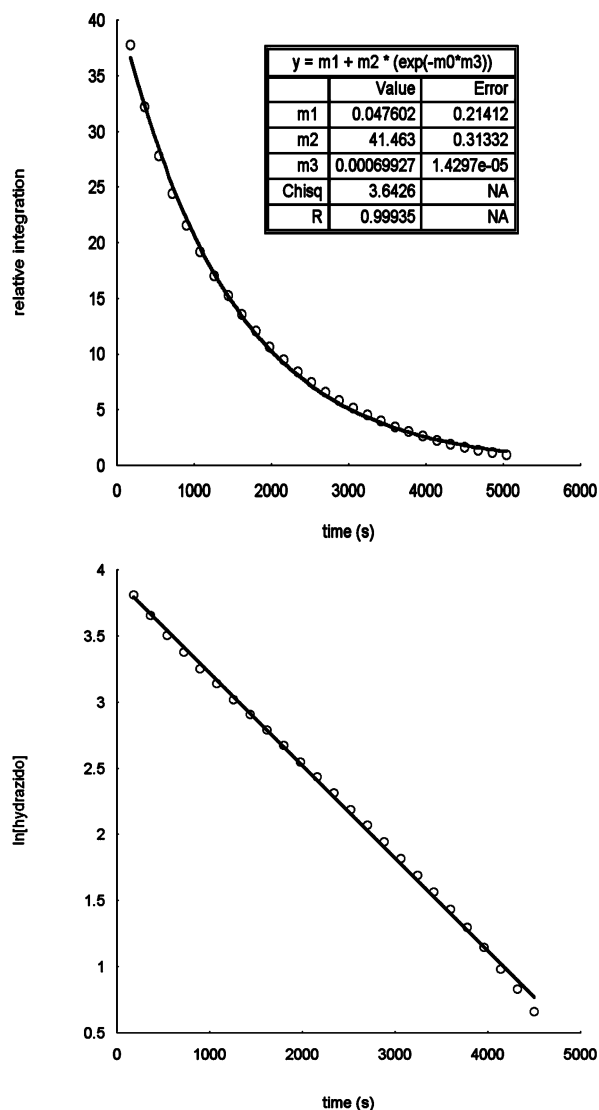 40
35
30
25
20
15
10
5
0
relative integration
y = m1 + m2 * (exp(-m0*m3))
Value Error
m1 0.047602 0.21412
m2 41.463 0.31332
m3 0.00069927 1.4297e-05
Chisq 3.6426 NA
R 0.99935 NA
0 1000 2000 3000 4000 5000 6000
time (s)
4
3.5
3
2.5
2
1.5
1
0.5
ln[hydrazido]
0 1000 2000 3000 4000 5000
time (s)